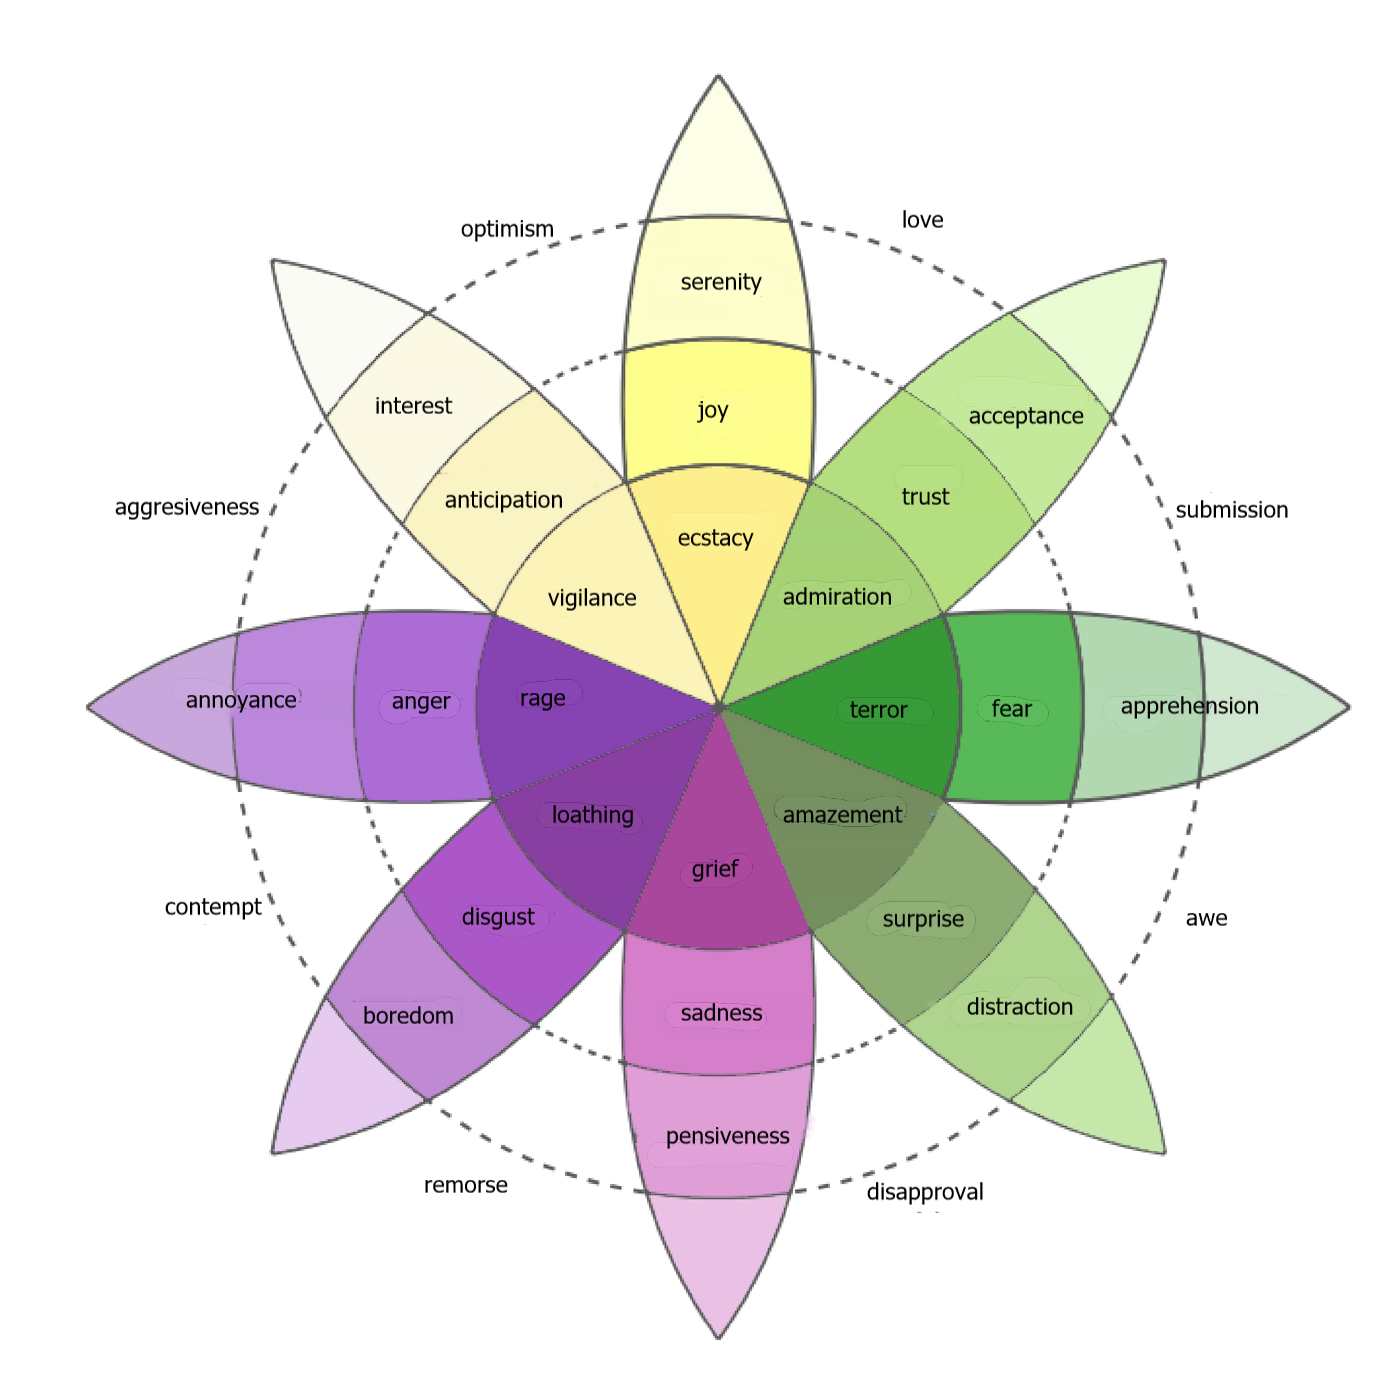 love
optimism
serenity
interest
joy
acceptance
anticipation
trust
aggresiveness
submission
ecstacy
vigilance
admiration
annoyance
anger
rage
terror
fear
apprehension
loathing
amazement
grief
contempt
disgust
surprise
awe
boredom
sadness
distraction
pensiveness
remorse
disapproval